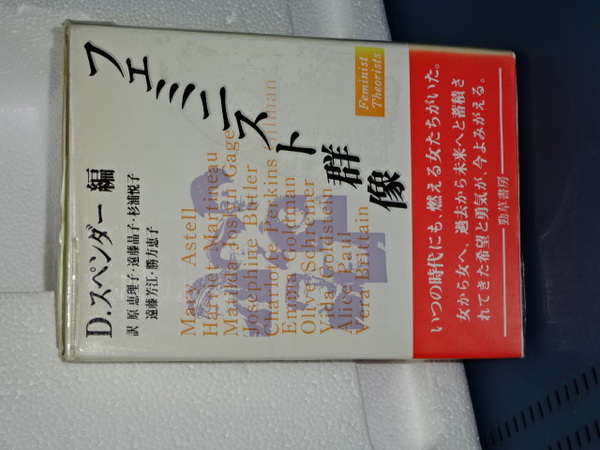 フェミニスト群像
Feminist
Theorists
D.スペンダー 編
訳 原 恵理子・遠藤晶子・杉浦悦子
遠藤芳江・勝方恵子
Mary Astell
Harriet Martineau
Matilda Joslyn Gage
Josephine Butler
Charlotte Perkins Gilman
Emma Goldman
Olive Schreiner
Vida Goldstein
Alice Paul
Vera Brittain
いつの時代にも、燃える女たちがいた。
女から女へ、過去から未来へと蓄積さ
れてきた希望と勇気が、今よみがえる。
勁草書房